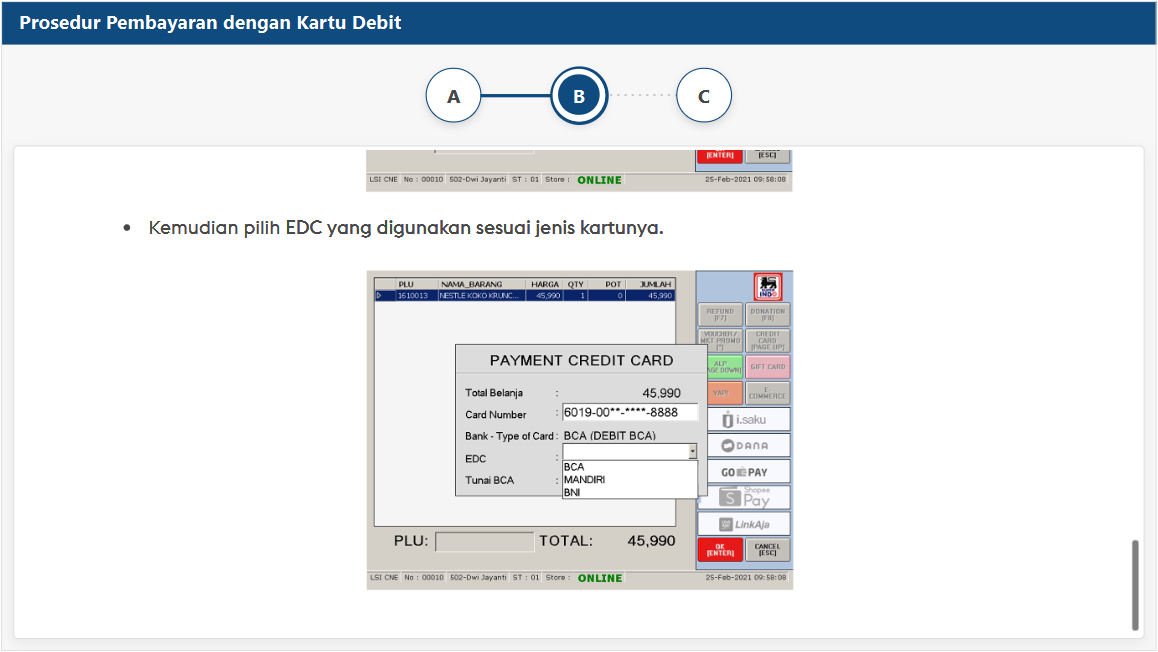 Prosedur Pembayaran dengan Kartu Debit
A B C
[ENTER] [ESC]
LSI CNE No : 00010 502-Dwi Jayanti ST : 01 Store : ONLINE 25-Feb-2021 09:58:08
• Kemudian pilih EDC yang digunakan sesuai jenis kartunya.
PLU NAMA_BARANG HARGA QTY POT JUMLAH
1610013 NESTLE KOKO KRUNC... 45,990 1 0 45,990
INDO
REFUND [F7] DONATION [F8]
VOUCHER / MKT PROMO [*] CREDIT CARD [PAGE UP]
ALP AGE DOWN] GIFT CARD
YAP! E COMMERCE
i.saku
DANA
GOPAY
Shopee Pay
LinkAja
OK [ENTER] CANCEL [ESC]
PAYMENT CREDIT CARD
Total Belanja : 45,990
Card Number : 6019-00**-****-8888
Bank - Type of Card : BCA (DEBIT BCA)
EDC :
BCA
MANDIRI
BNI
Tunai BCA :
PLU: TOTAL: 45,990
LSI CNE No : 00010 502-Dwi Jayanti ST : 01 Store : ONLINE 25-Feb-2021 09:58:08